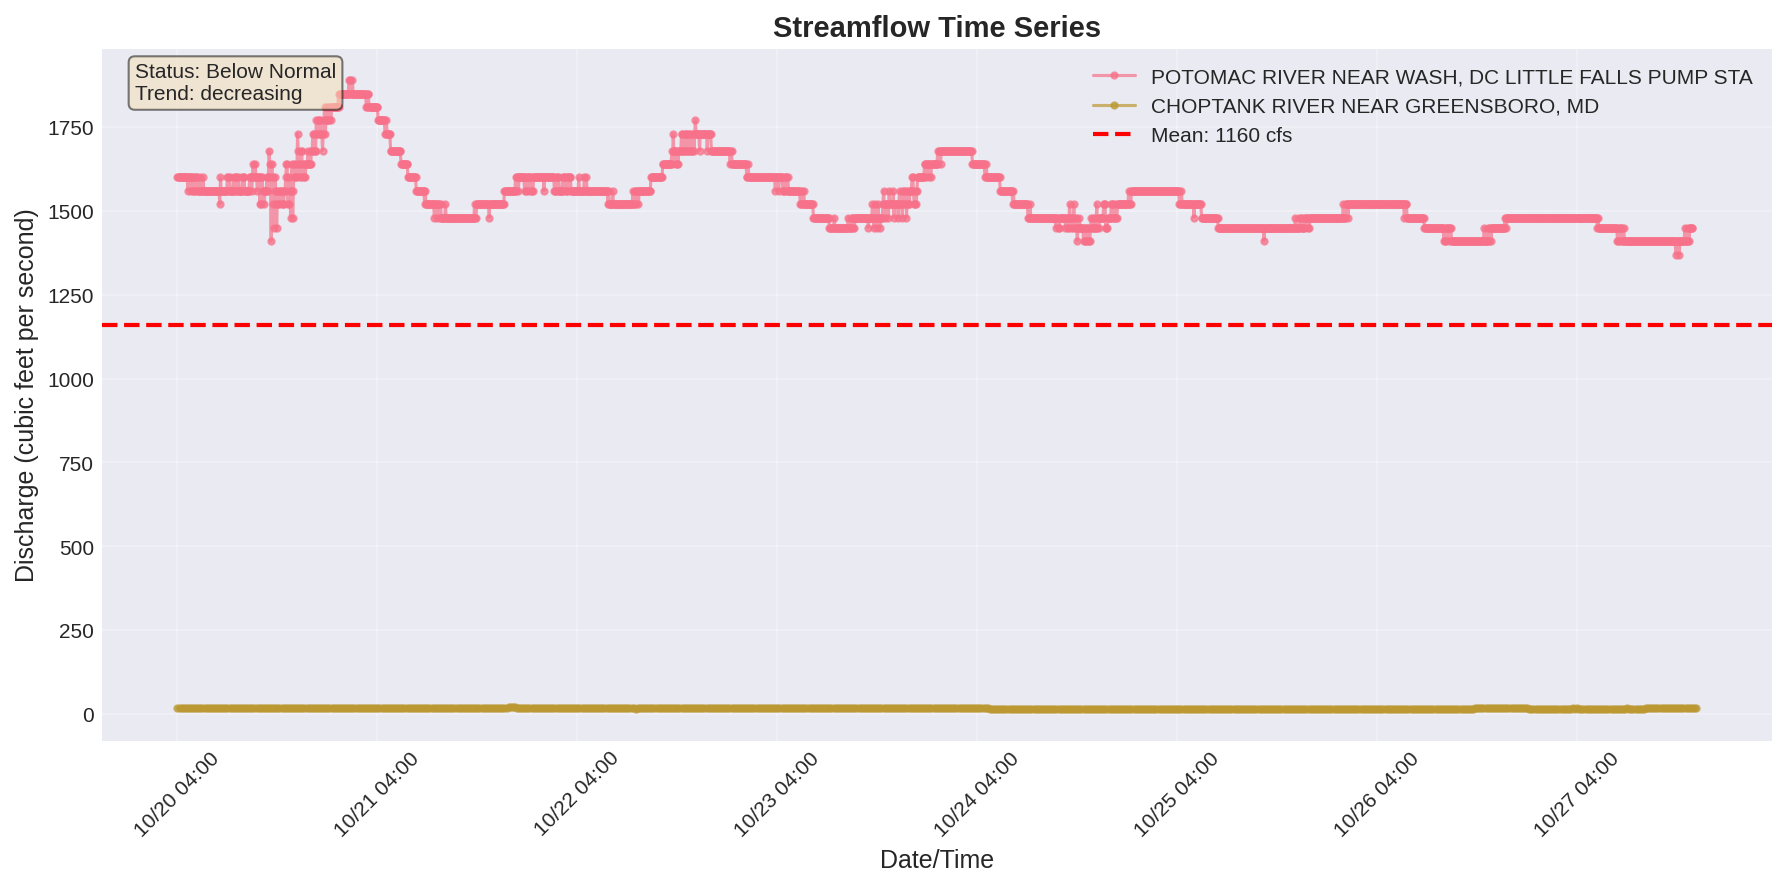 Streamflow Time Series
Status: Below Normal
Trend: decreasing
POTOMAC RIVER NEAR WASH, DC LITTLE FALLS PUMP STA
CHOPTANK RIVER NEAR GREENSBORO, MD
Mean: 1160 cfs
Discharge (cubic feet per second)
1750
1500
1250
1000
750
500
250
0
10/20 04:00
10/21 04:00
10/22 04:00
10/23 04:00
10/24 04:00
10/25 04:00
10/26 04:00
10/27 04:00
Date/Time